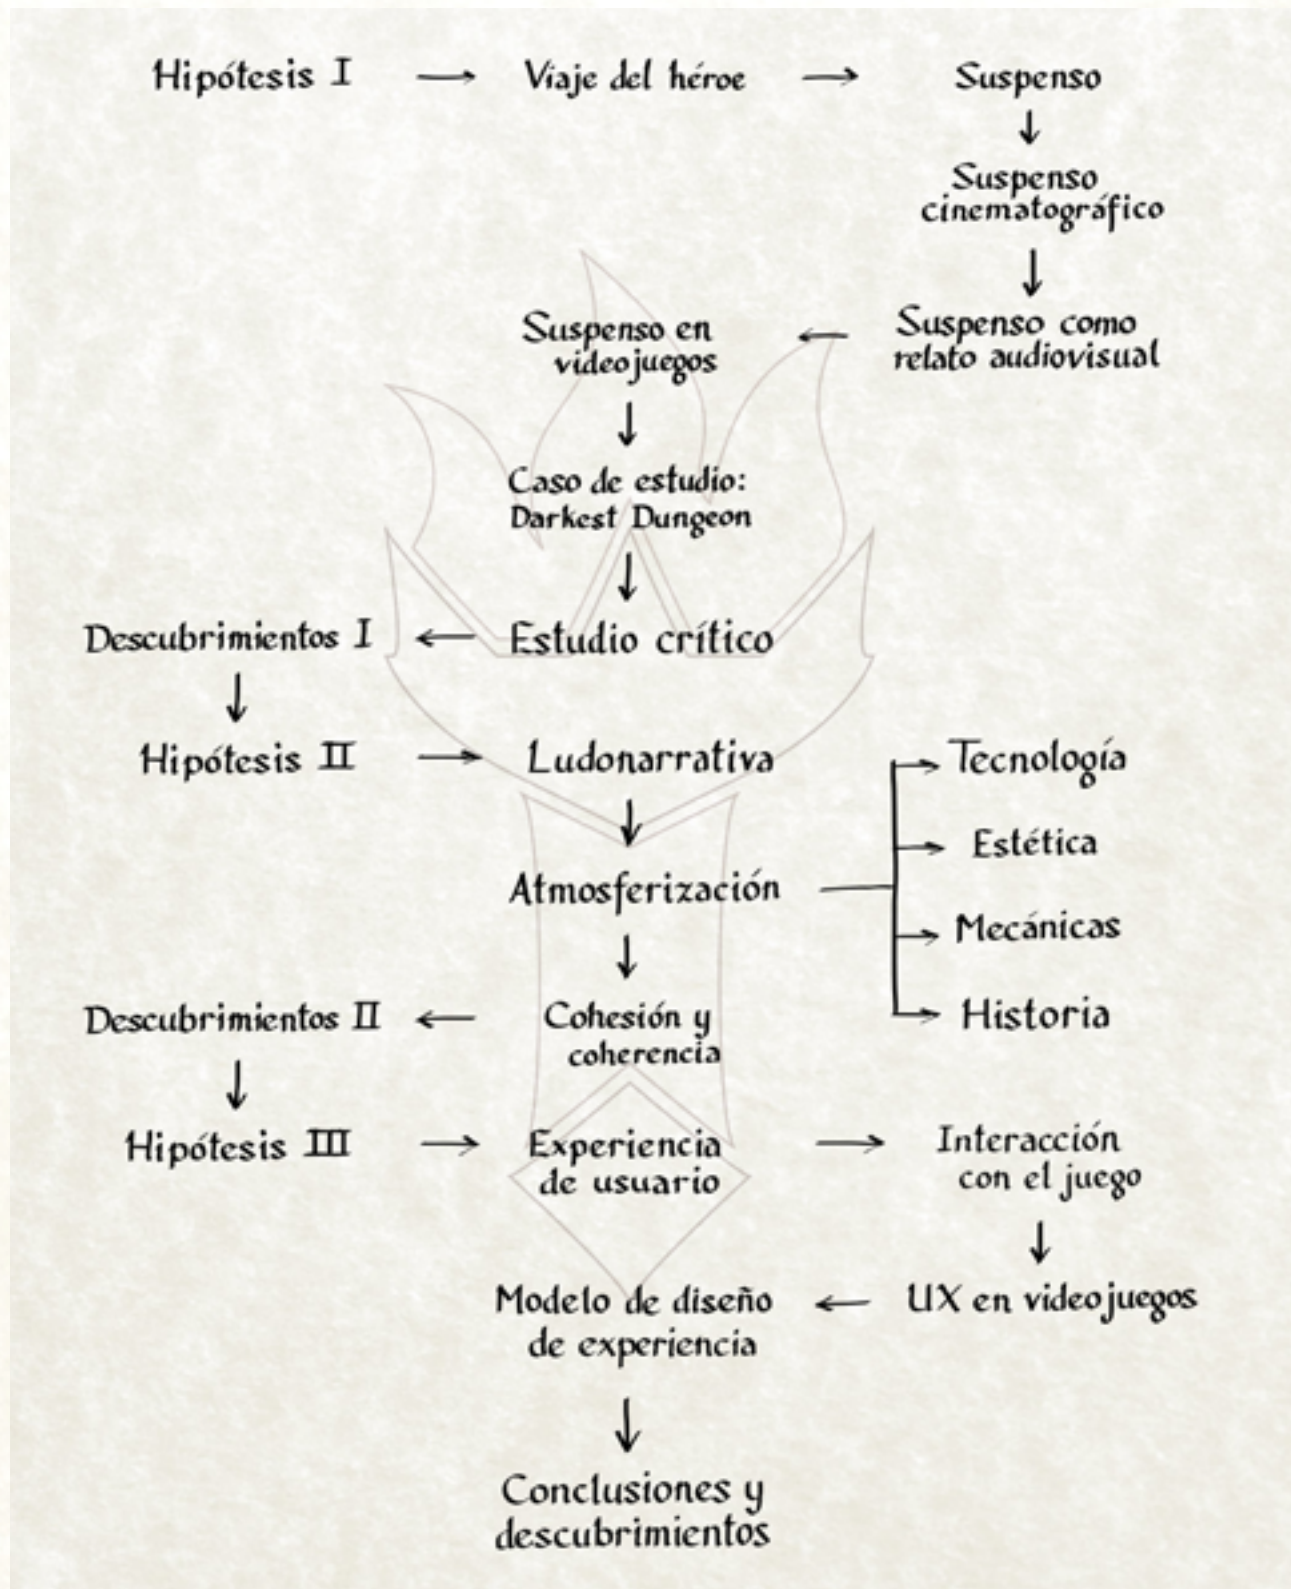 Hipótesis I
Viaje del héroe
Suspenso
Suspenso
cinematográfico
Suspenso como
relato audiovisual
Suspenso en
videojuegos
Caso de estudio:
Darkest Dungeon
Estudio crítico
Descubrimientos I
Hipótesis II
Ludonarrativa
Atmosferización
Tecnología
Estética
Mecánicas
Historia
Cohesión y
coherencia
Descubrimientos II
Hipótesis III
Experiencia
de usuario
Interacción
con el juego
UX en videojuegos
Modelo de diseño
de experiencia
Conclusiones y
descubrimientos